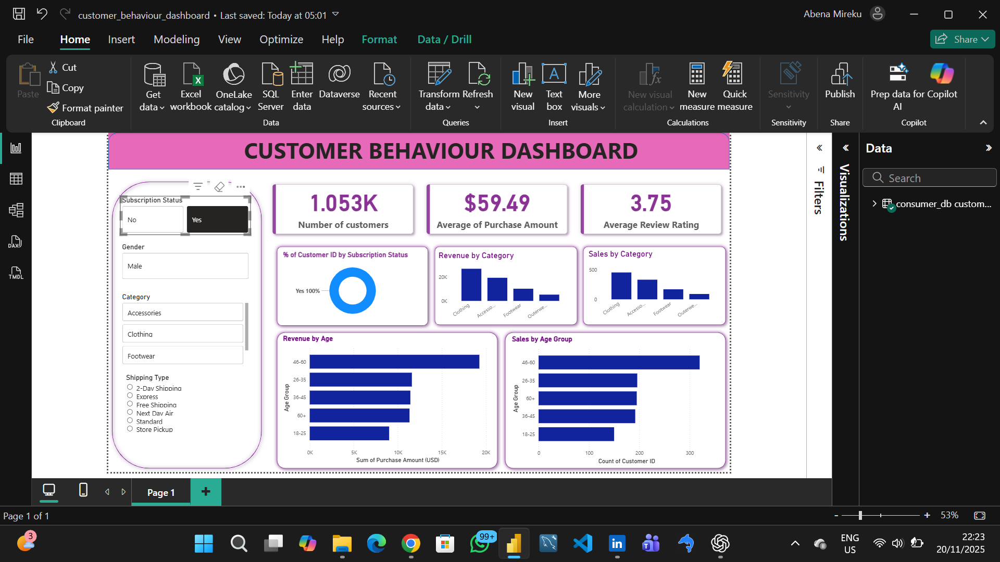 customer_behaviour_dashboard • Last saved: Today at 05:01
Abena Mireku
File Home Insert Modeling View Optimize Help Format Data / Drill
Share
Paste
Cut
Copy
Format painter
Clipboard
Get data
Excel workbook
OneLake catalog
SQL Server
Enter data
Dataverse
Recent sources
Data
Transform data
Refresh
Queries
New visual
Text box
More visuals
Insert
New visual calculation
New measure
Quick measure
Calculations
Sensitivity
Sensitivity
Publish
Share
Prep data for AI
Copilot
Copilot
DAX
TMDL
CUSTOMER BEHAVIOUR DASHBOARD
Subscription Status
No
Yes
Gender
Male
Category
Accessories
Clothing
Footwear
Shipping Type
2-Day Shipping
Express
Free Shipping
Next Day Air
Standard
Store Pickup
1.053K
Number of customers
$59.49
Average of Purchase Amount
3.75
Average Review Rating
% of Customer ID by Subscription Status
Yes 100%
Revenue by Category
20K
0K
Clothing
Accesso...
Footwear
Outerwe...
Sales by Category
500
0
Clothing
Accesso...
Footwear
Outerwe...
Revenue by Age
Age Group
46-60
26-35
36-45
60+
18-25
0K 5K 10K 15K 20K
Sum of Purchase Amount (USD)
Sales by Age Group
Age Group
46-60
26-35
60+
36-45
18-25
0 100 200 300
Count of Customer ID
Filters
Visualizations
Data
Search
consumer_db custom...
Page 1
+
Page 1 of 1
- + 53%
3
99+
ENG
US
22:23
20/11/2025